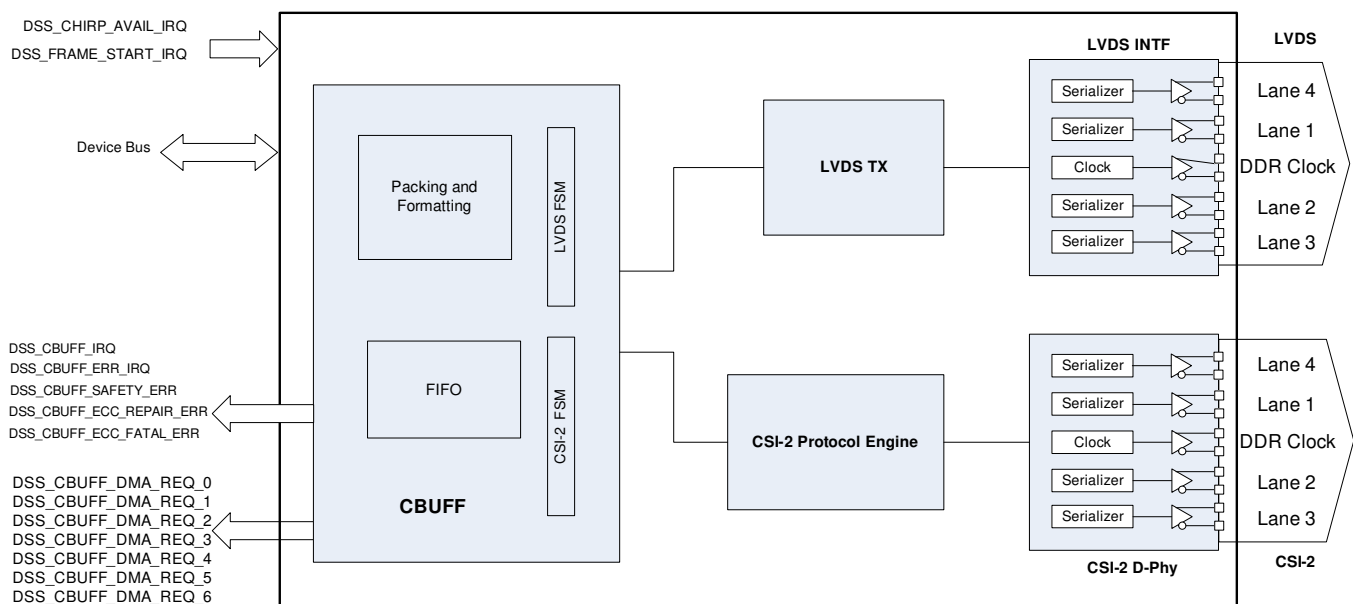 DSS_CHIRP_AVAIL_IRQ
DSS_FRAME_START_IRQ
Device Bus
DSS_CBUFF_IRQ
DSS_CBUFF_ERR_IRQ
DSS_CBUFF_SAFETY_ERR
DSS_CBUFF_ECC_REPAIR_ERR
DSS_CBUFF_ECC_FATAL_ERR
DSS_CBUFF_DMA_REQ_0
DSS_CBUFF_DMA_REQ_1
DSS_CBUFF_DMA_REQ_2
DSS_CBUFF_DMA_REQ_3
DSS_CBUFF_DMA_REQ_4
DSS_CBUFF_DMA_REQ_5
DSS_CBUFF_DMA_REQ_6
Packing and
Formatting
LVDS FSM
FIFO
CSI-2 FSM
CBUFF
LVDS TX
CSI-2 Protocol Engine
LVDS INTF
Serializer
Serializer
Clock
Serializer
Serializer
LVDS
Lane 4
Lane 1
DDR Clock
Lane 2
Lane 3
Serializer
Serializer
Clock
Serializer
Serializer
CSI-2 D-Phy
Lane 4
Lane 1
DDR Clock
Lane 2
Lane 3
CSI-2